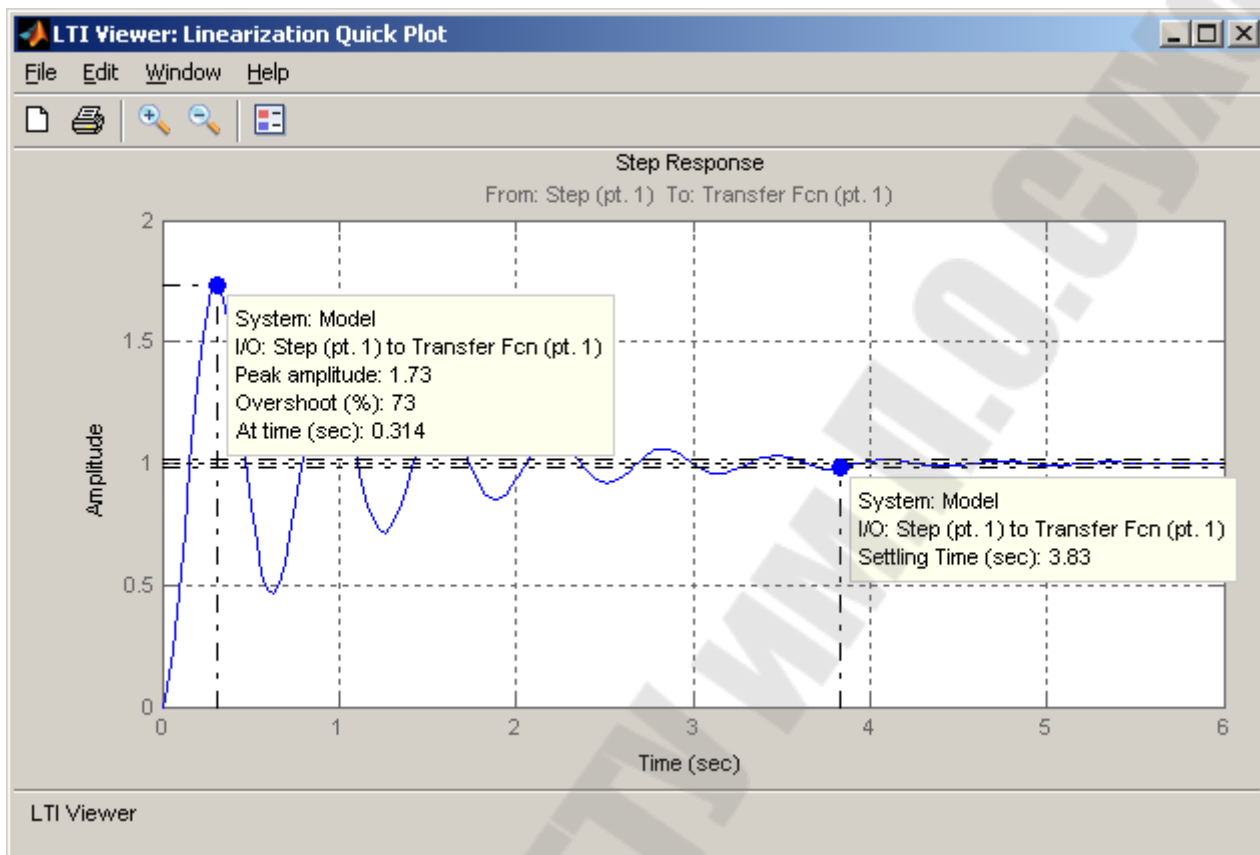 LTI Viewer: Linearization Quick Plot
File Edit Window Help
Step Response
From: Step (pt. 1) To: Transfer Fcn (pt. 1)
2
1.5
1
0.5
0
Amplitude
System: Model
I/O: Step (pt. 1) to Transfer Fcn (pt. 1)
Peak amplitude: 1.73
Overshoot (%): 73
At time (sec): 0.314
System: Model
I/O: Step (pt. 1) to Transfer Fcn (pt. 1)
Settling Time (sec): 3.83
0 1 2 3 4 5 6
Time (sec)
LTI Viewer